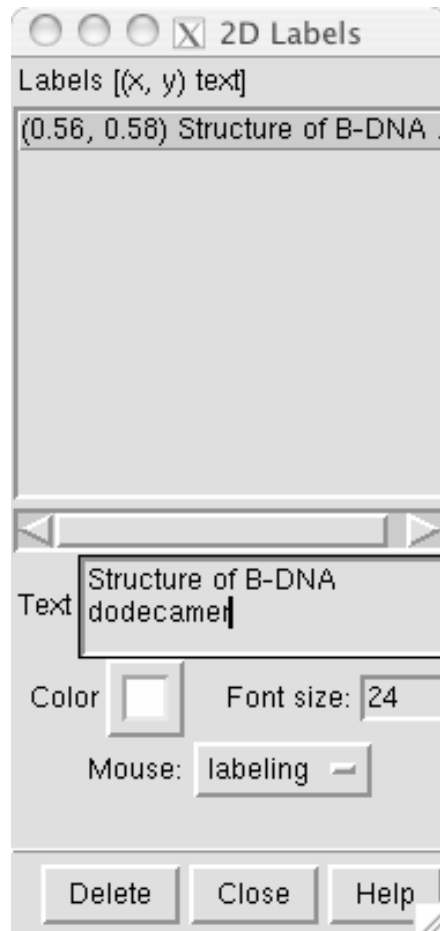 2D Labels
Labels [(x, y) text]
(0.56, 0.58) Structure of B-DNA .
Text
Structure of B-DNA
dodecamer
Color Font size: 24
Mouse: labeling
Delete Close Help